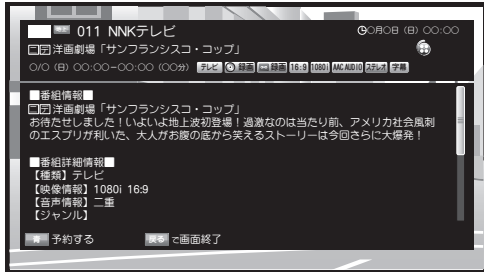 011 NNKテレビ
○月○日 (日) ○○:○○
洋画劇場「サンフランシスコ・コップ」
○/○ (日) ○○:○○-○○:○○ (○○分) テレビ 録画 録画 16:9 1080i AAC AUDIO ステレオ 字幕
■番組情報■
洋画劇場「サンフランシスコ・コップ」
お待たせしました!いよいよ地上波初登場!過激なのは当たり前、アメリカ社会風刺
のエスプリが利いた、大人がお腹の底から笑えるストーリーは今回さらに大爆発!
■番組詳細情報■
【種類】テレビ
【映像情報】1080i 16:9
【音声情報】二重
【ジャンル】
青 予約する 戻る で画面終了